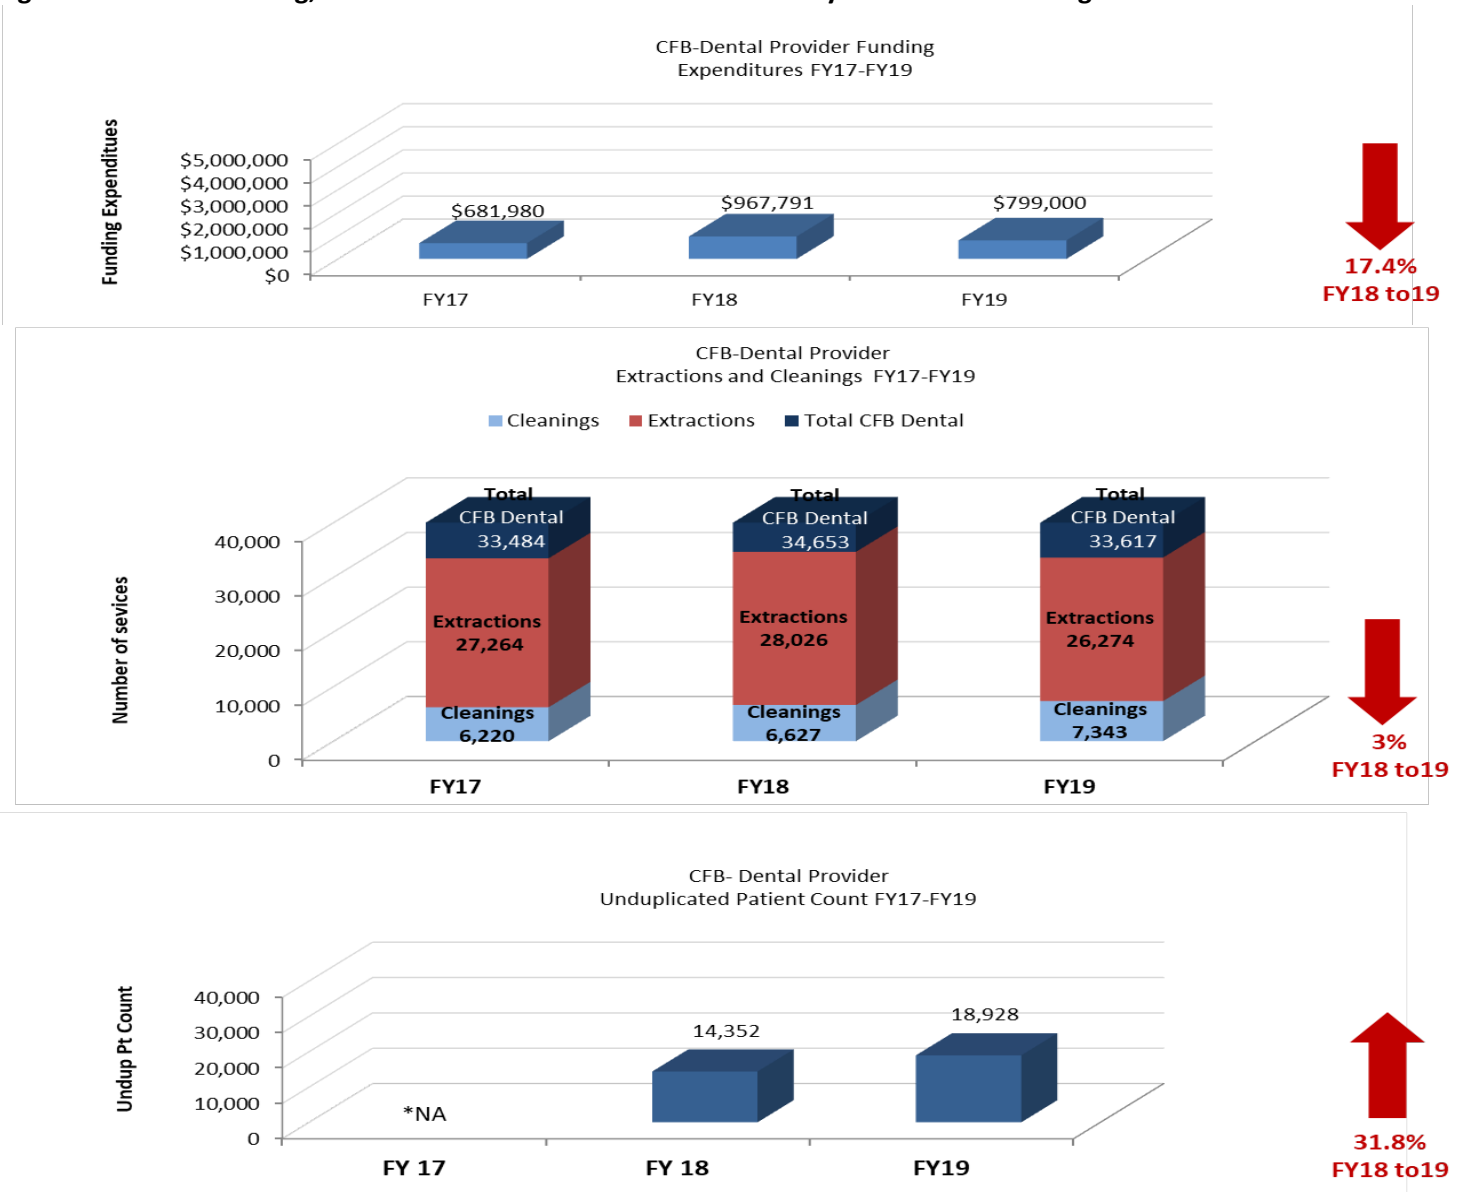 CFB-Dental Provider Funding
Expenditures FY17-FY19
Funding Expenditues
$5,000,000
$4,000,000
$3,000,000
$2,000,000
$1,000,000
$0
$681,980
$967,791
$799,000
FY17
FY18
FY19
17.4%
FY18 to19
CFB-Dental Provider
Extractions and Cleanings FY17-FY19
Cleanings
Extractions
Total CFB Dental
Number of sevices
40,000
30,000
20,000
10,000
0
Total
CFB Dental
33,484
Extractions
27,264
Cleanings
6,220
Total
CFB Dental
34,653
Extractions
28,026
Cleanings
6,627
Total
CFB Dental
33,617
Extractions
26,274
Cleanings
7,343
FY17
FY18
FY19
3%
FY18 to19
CFB- Dental Provider
Unduplicated Patient Count FY17-FY19
Undup Pt Count
40,000
30,000
20,000
10,000
0
*NA
14,352
18,928
FY 17
FY 18
FY19
31.8%
FY18 to19